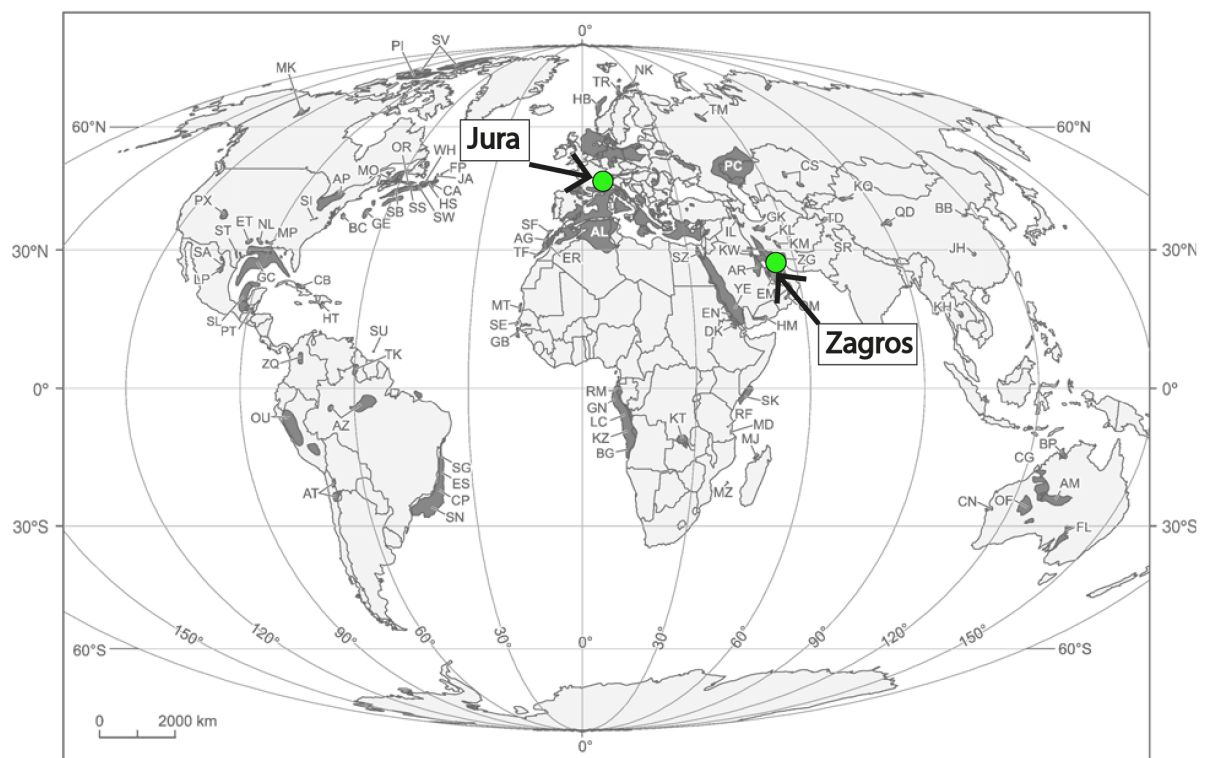 0°
SV
PI
MK
NK
TR
HB
TM
60°N
60°N
Jura
OR
WH
MO
FP
JA
AP
CA
HS
SW
SS
SB
SI
GE
BC
PX
PC
CS
KQ
ET
NL
ST
MP
SF
AG
TF
AL
ER
SZ
IL
GK
KL
TD
QD
BB
KW
KM
30°N
30°N
SA
ZG
SR
JH
LP
GC
CB
AR
YE
EM
OM
SL
PT
HT
MT
SE
GB
EN
DK
HM
KH
Zagros
SU
TK
ZQ
0°
0°
RM
GN
LC
KZ
BG
SK
RF
MD
MJ
KT
OU
AZ
BP
CG
SG
ES
CP
SN
AT
MZ
AM
CN
OF
FL
30°S
30°S
150°
120°
90°
60°
30°
0°
30°
60°
90°
120°
150°
60°S
60°S
0
2000 km
0°